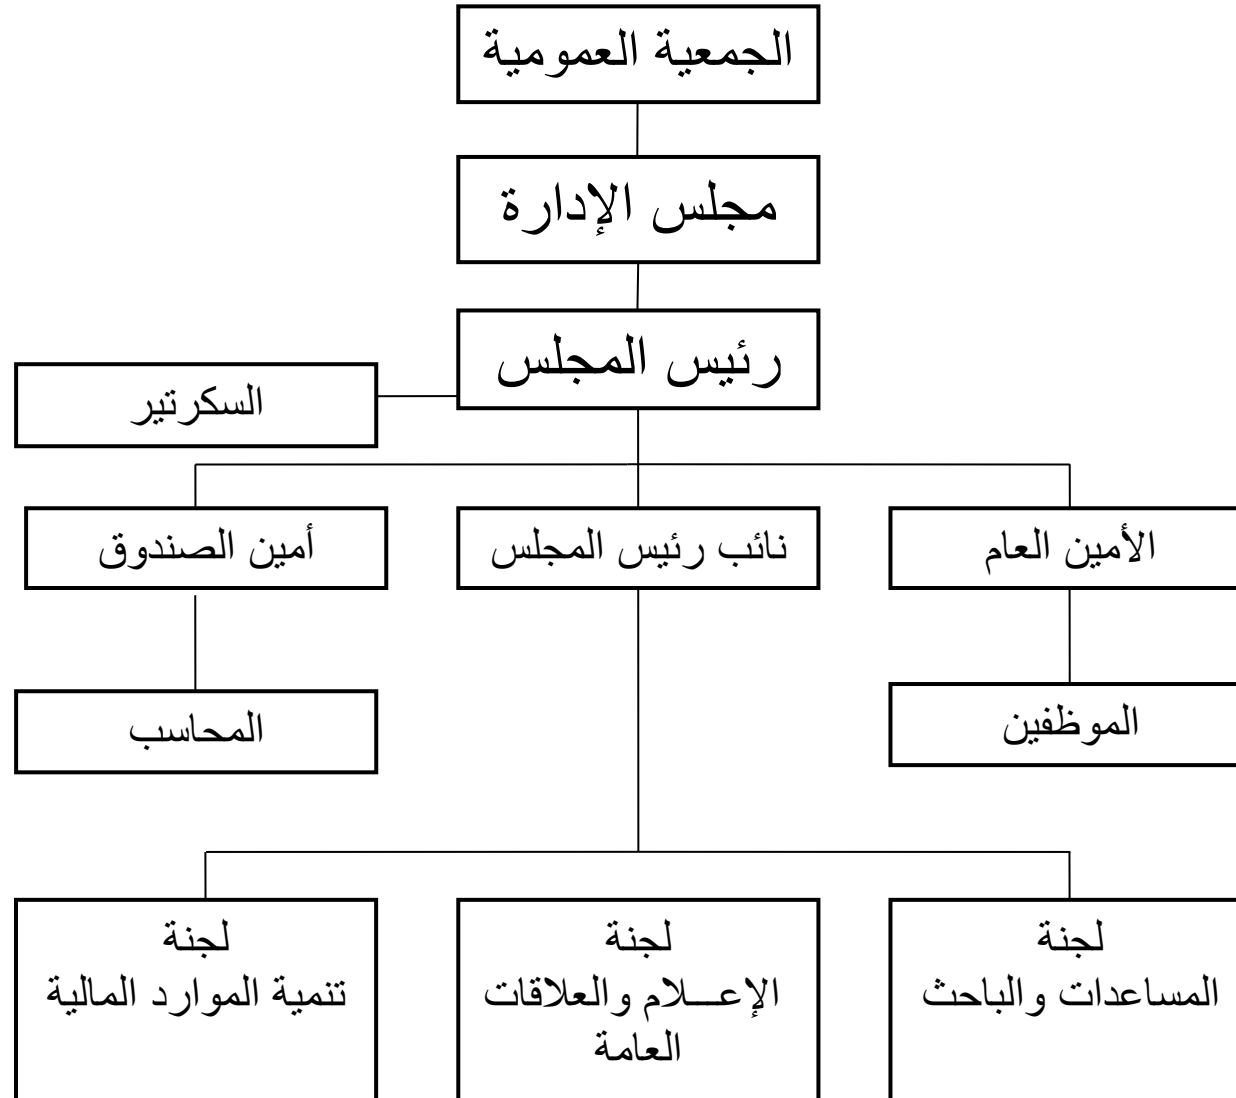 الجمعية العمومية
مجلس الإدارة
رئيس المجلس
السكرتير
الأمين العام
نائب رئيس المجلس
أمين الصندوق
الموظفين
المحاسب
لجنة
المساعدات والباحث
لجنة
الإعـــلام والعلاقات
العامة
لجنة
تنمية الموارد المالية